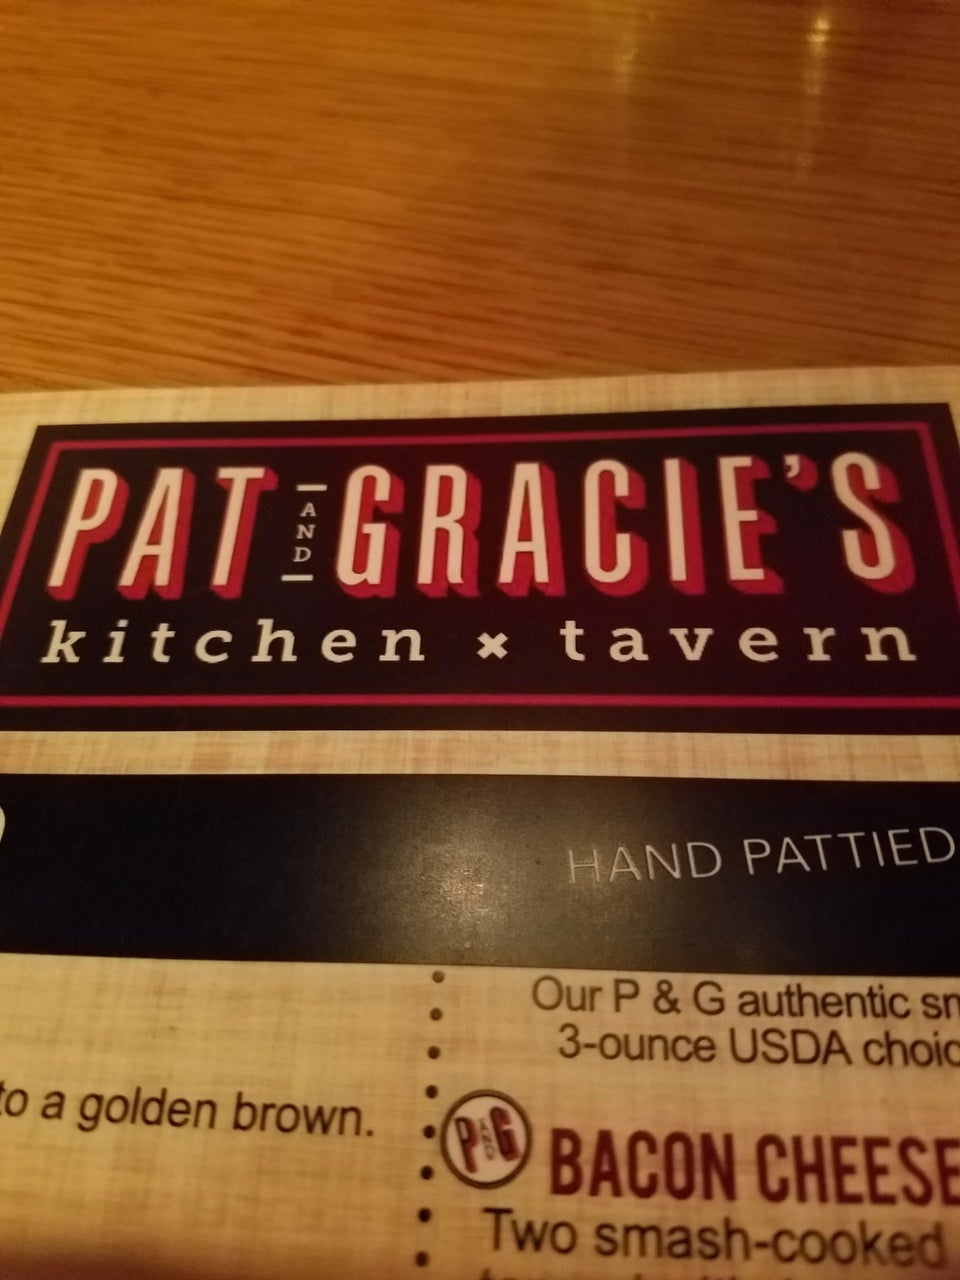 PAT AND GRACIE'S
kitchen × tavern
HAND PATTIED
Our P & G authentic
3-ounce USDA
to a golden brown.
P AND G
BACON CHEESE
Two smash-cooked